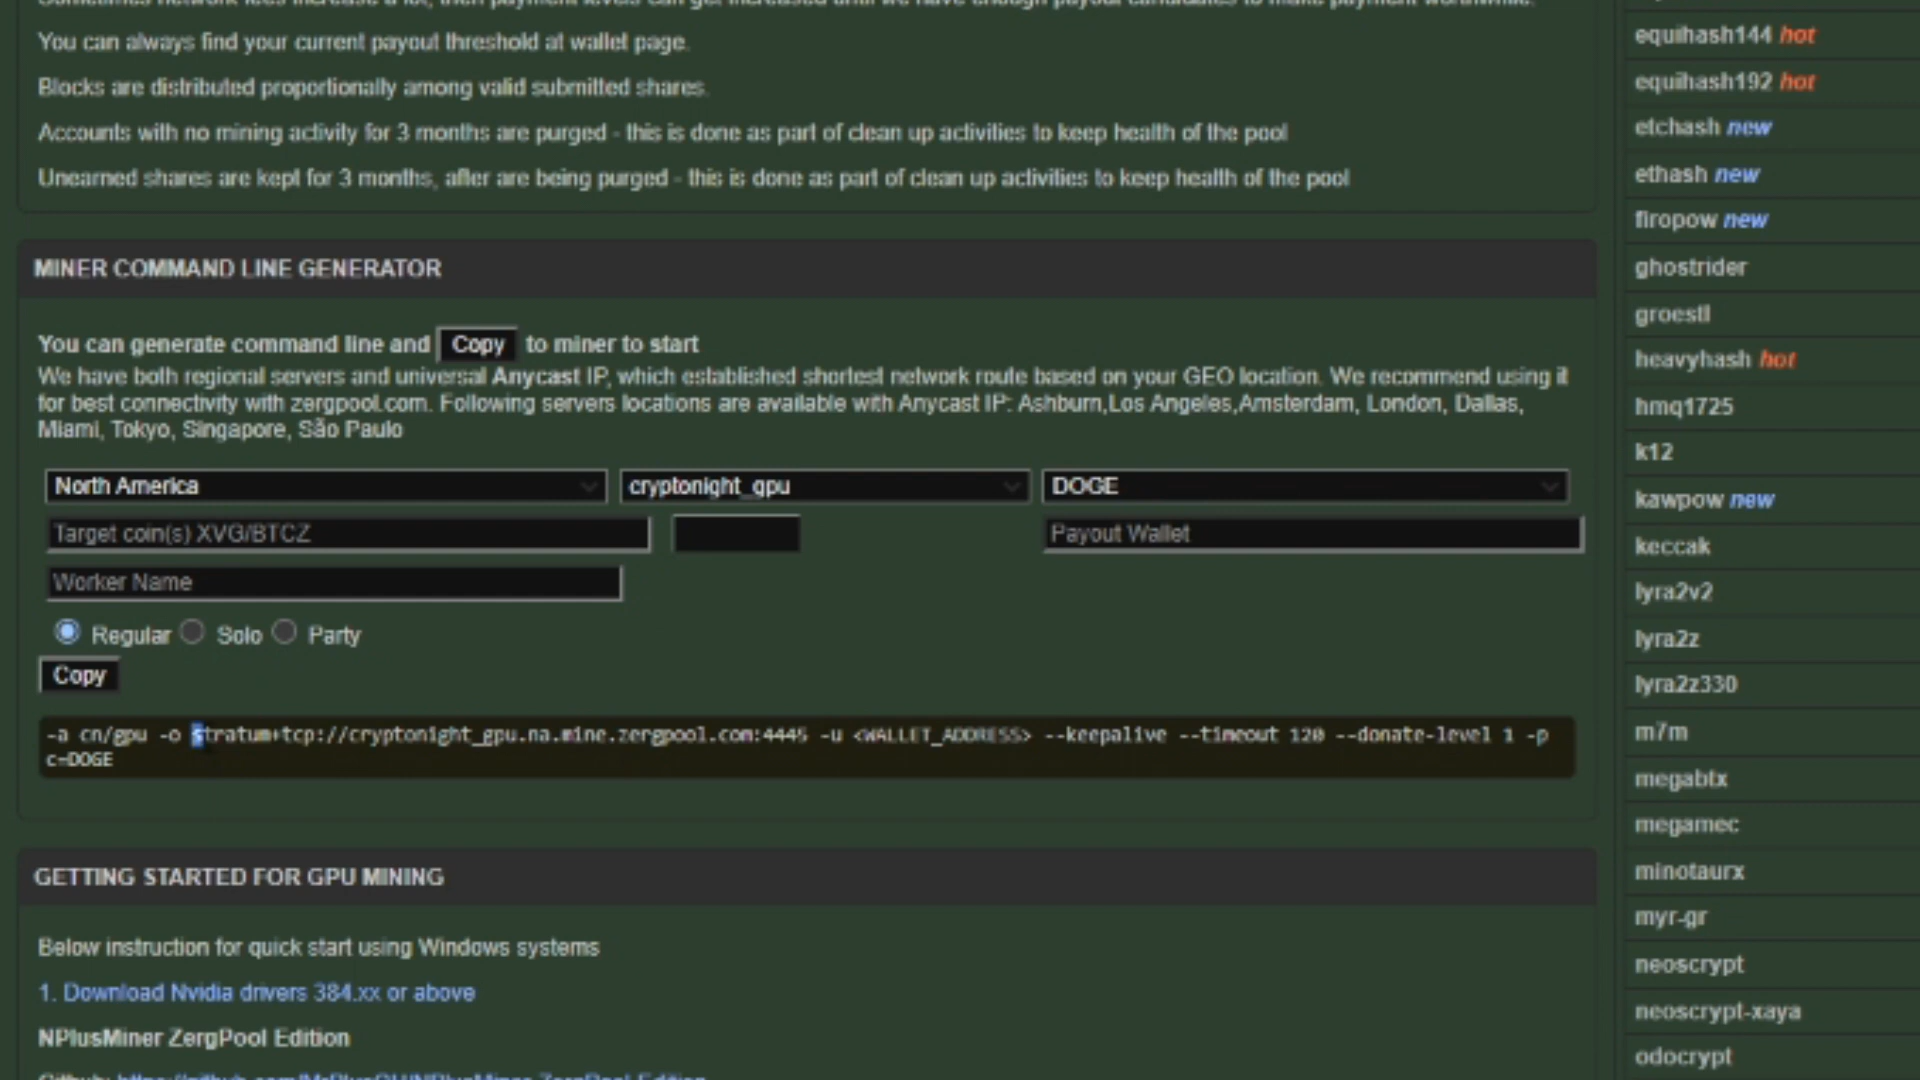 You can always find your current payout threshold at wallet page.
Blocks are distributed proportionally among valid submitted shares.
Accounts with no mining activity for 3 months are purged - this is done as part of clean up activities to keep health of the pool
Unearned shares are kept for 3 months, after are being purged - this is done as part of clean up activities to keep health of the pool
MINER COMMAND LINE GENERATOR
You can generate command line and Copy to miner to start
We have both regional servers and universal Anycast IP, which established shortest network route based on your GEO location. We recommend using it
for best connectivity with zergpool.com. Following servers locations are available with Anycast IP: Ashburn,Los Angeles,Amsterdam, London, Dallas,
Miami, Tokyo, Singapore, São Paulo
North America cryptonight_gpu DOGE
Target coin(s) XVG/BTCZ Payout Wallet
Worker Name
Regular Solo Party
Copy
-a cn/gpu -o stratum+tcp://cryptonight_gpu.na.mine.zergpool.com:4445 -u <WALLET_ADDRESS> --keepalive --timeout 120 --donate-level 1 -p
c=DOGE
GETTING STARTED FOR GPU MINING
Below instruction for quick start using Windows systems
1. Download Nvidia drivers 384.xx or above
NPlusMiner ZergPool Edition
equihash144 hot
equihash192 hot
etchash new
ethash new
firopow new
ghostrider
groestl
heavyhash hot
hmq1725
k12
kawpow new
keccak
lyra2v2
lyra2z
lyra2z330
m7m
megabtx
megamec
minotaurx
myr-gr
neoscrypt
neoscrypt-xaya
odocrypt